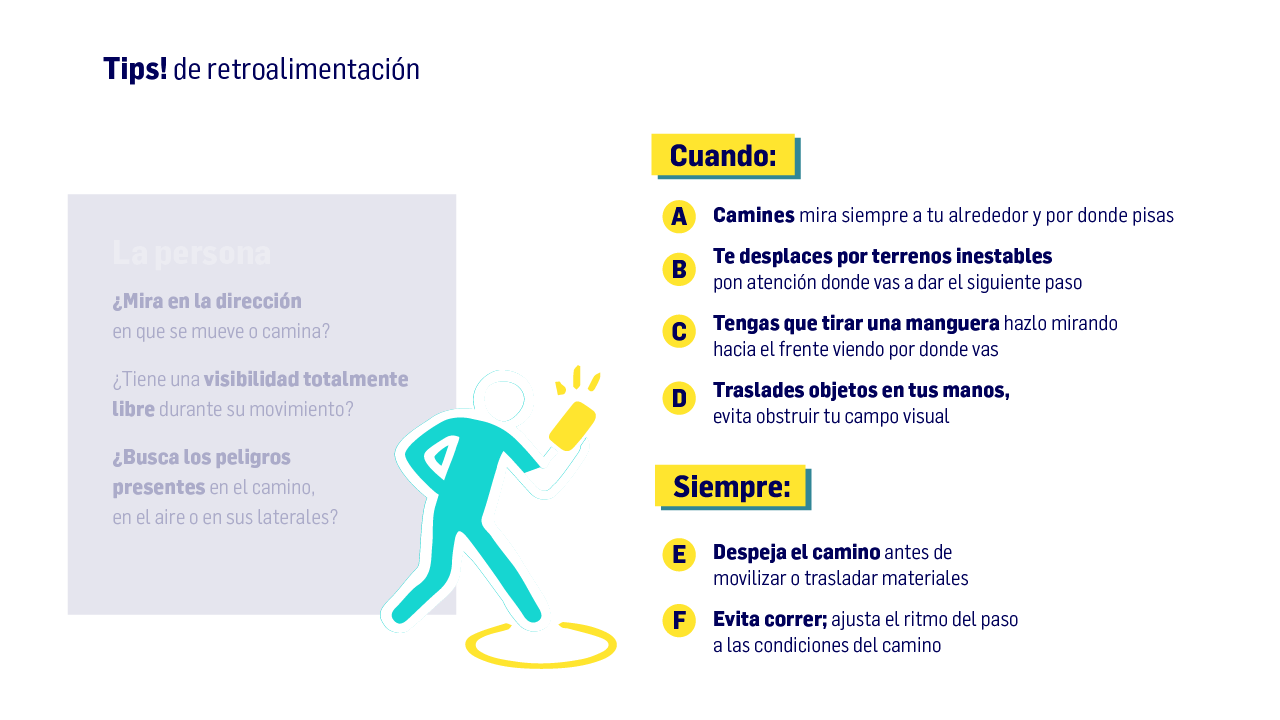 Tips! de retroalimentación
La persona
¿Mira en la dirección
en que se mueve o camina?
¿Tiene una visibilidad totalmente
libre durante su movimiento?
¿Busca los peligros
presentes en el camino,
en el aire o en sus laterales?
Cuando:
A Camines mira siempre a tu alrededor y por donde pisas
B Te desplaces por terrenos inestables
pon atención donde vas a dar el siguiente paso
C Tengas que tirar una manguera hazlo mirando
hacia el frente viendo por donde vas
D Traslades objetos en tus manos,
evita obstruir tu campo visual
Siempre:
E Despeja el camino antes de
movilizar o trasladar materiales
F Evita correr; ajusta el ritmo del paso
a las condiciones del camino